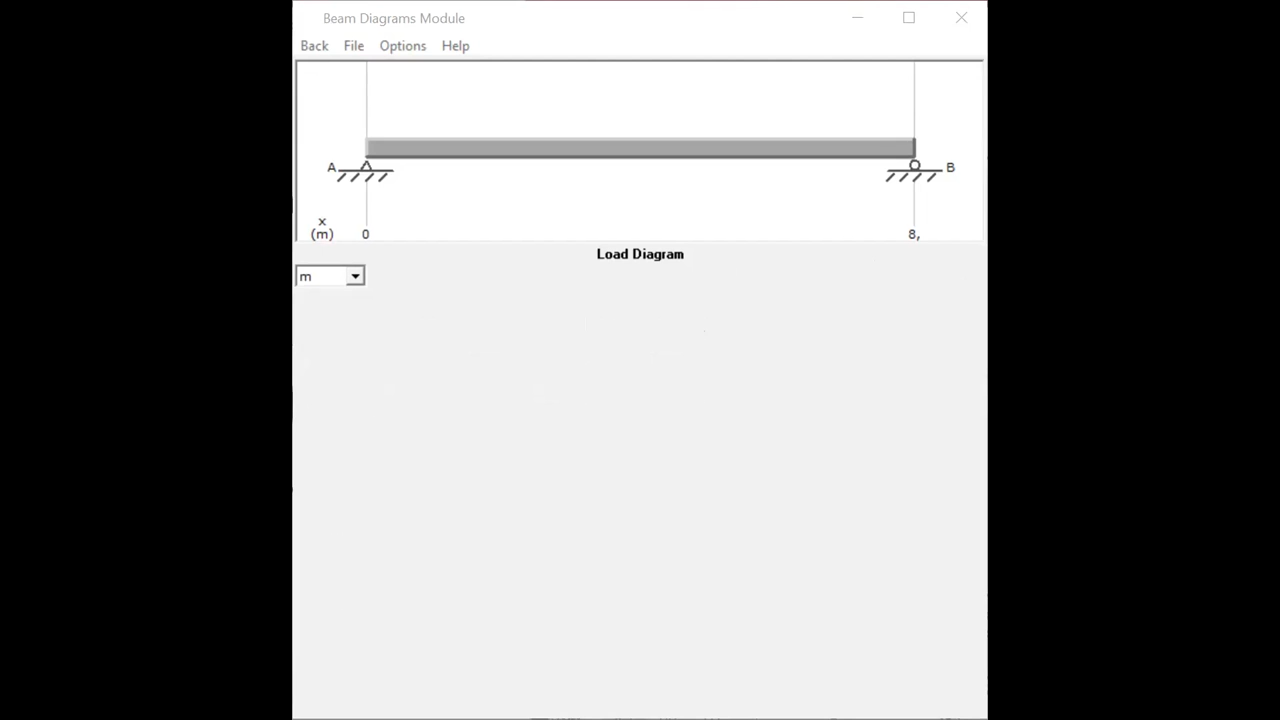 Beam Diagrams Module
Back File Options Help
A B
x
(m) 0 8,
Load Diagram
m